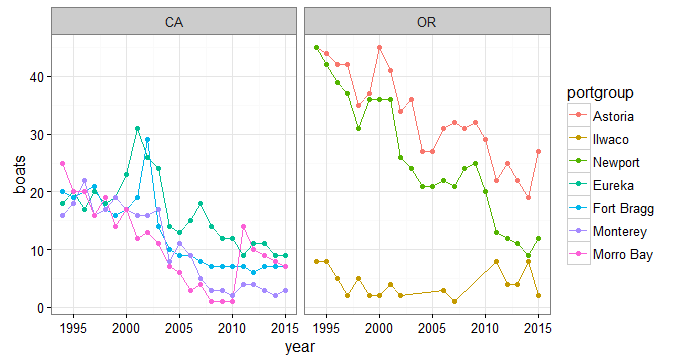 CA
OR
boats
40
30
20
10
0
1995
2000
2005
2010
2015
1995
2000
2005
2010
2015
year
portgroup
Astoria
Ilwaco
Newport
Eureka
Fort Bragg
Monterey
Morro Bay